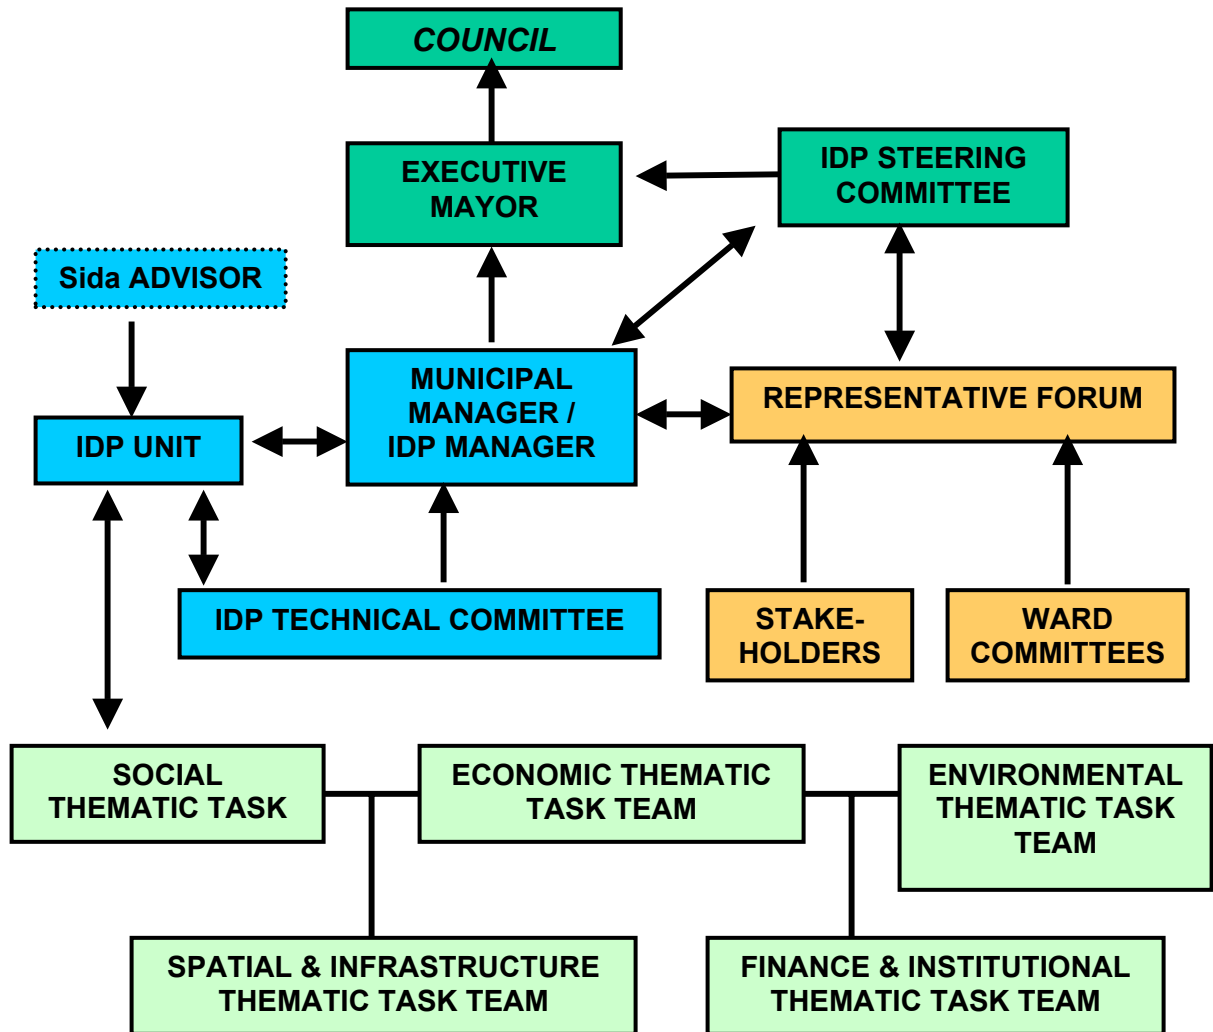 COUNCIL
EXECUTIVE
MAYOR
IDP STEERING
COMMITTEE
Sida ADVISOR
MUNICIPAL
MANAGER /
IDP MANAGER
REPRESENTATIVE FORUM
IDP UNIT
IDP TECHNICAL COMMITTEE
STAKE-
HOLDERS
WARD
COMMITTEES
SOCIAL
THEMATIC TASK
ECONOMIC THEMATIC
TASK TEAM
ENVIRONMENTAL
THEMATIC TASK
TEAM
SPATIAL & INFRASTRUCTURE
THEMATIC TASK TEAM
FINANCE & INSTITUTIONAL
THEMATIC TASK TEAM